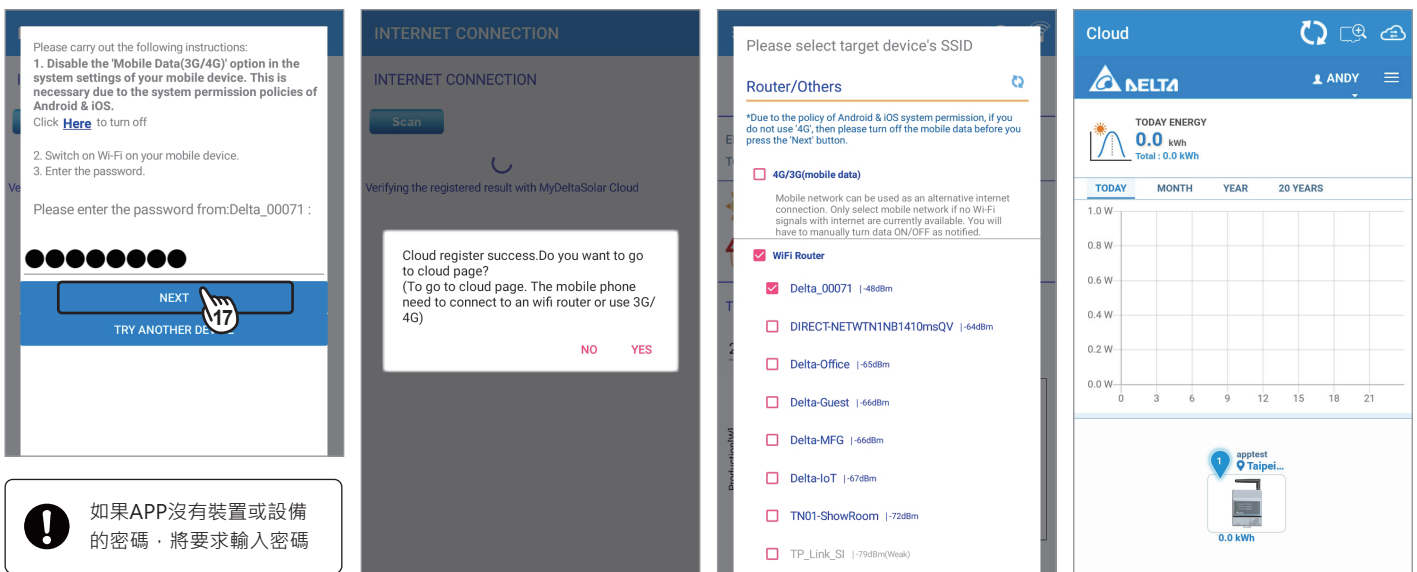 Please carry out the following instructions:
1. Disable the 'Mobile Data(3G/4G)' option in the
system settings of your mobile device. This is
necessary due to the system permission policies of
Android & iOS.
Click Here to turn off
2. Switch on Wi-Fi on your mobile device.
3. Enter the password.
Please enter the password from:Delta_00071 :
NEXT
17
TRY ANOTHER DE
如果APP沒有裝置或設備
的密碼，將要求輸入密碼
INTERNET CONNECTION
INTERNET CONNECTION
Scan
Verifying the registered result with MyDeltaSolar Cloud
Cloud register success.Do you want to go
to cloud page?
(To go to cloud page. The mobile phone
need to connect to an wifi router or use 3G/
4G)
NO YES
Please select target device's SSID
Router/Others
*Due to the policy of Android & iOS system permission, if you
do not use '4G', then please turn off the mobile data before you
press the 'Next' button.
4G/3G(mobile data)
Mobile network can be used as an alternative internet
connection. Only select mobile network if no Wi-Fi
signals with internet are currently available. You will
have to manually turn data ON/OFF as notified.
WiFi Router
Delta_00071 |-48dBm
DIRECT-NETWTN1NB1410msQV |-64dBm
Delta-Office |-65dBm
Delta-Guest |-66dBm
Delta-MFG |-66dBm
Delta-IoT |-67dBm
TN01-ShowRoom |-72dBm
TP_Link_SI |-79dBm(Weak)
Production[W]
Cloud
DELTA
ANDY
TODAY ENERGY
0.0 kWh
Total : 0.0 kWh
TODAY MONTH YEAR 20 YEARS
1.0 W
0.8 W
0.6 W
0.4 W
0.2 W
0.0 W
0 3 6 9 12 15 18 21
1
apptest
Taipei...
0.0 kWh